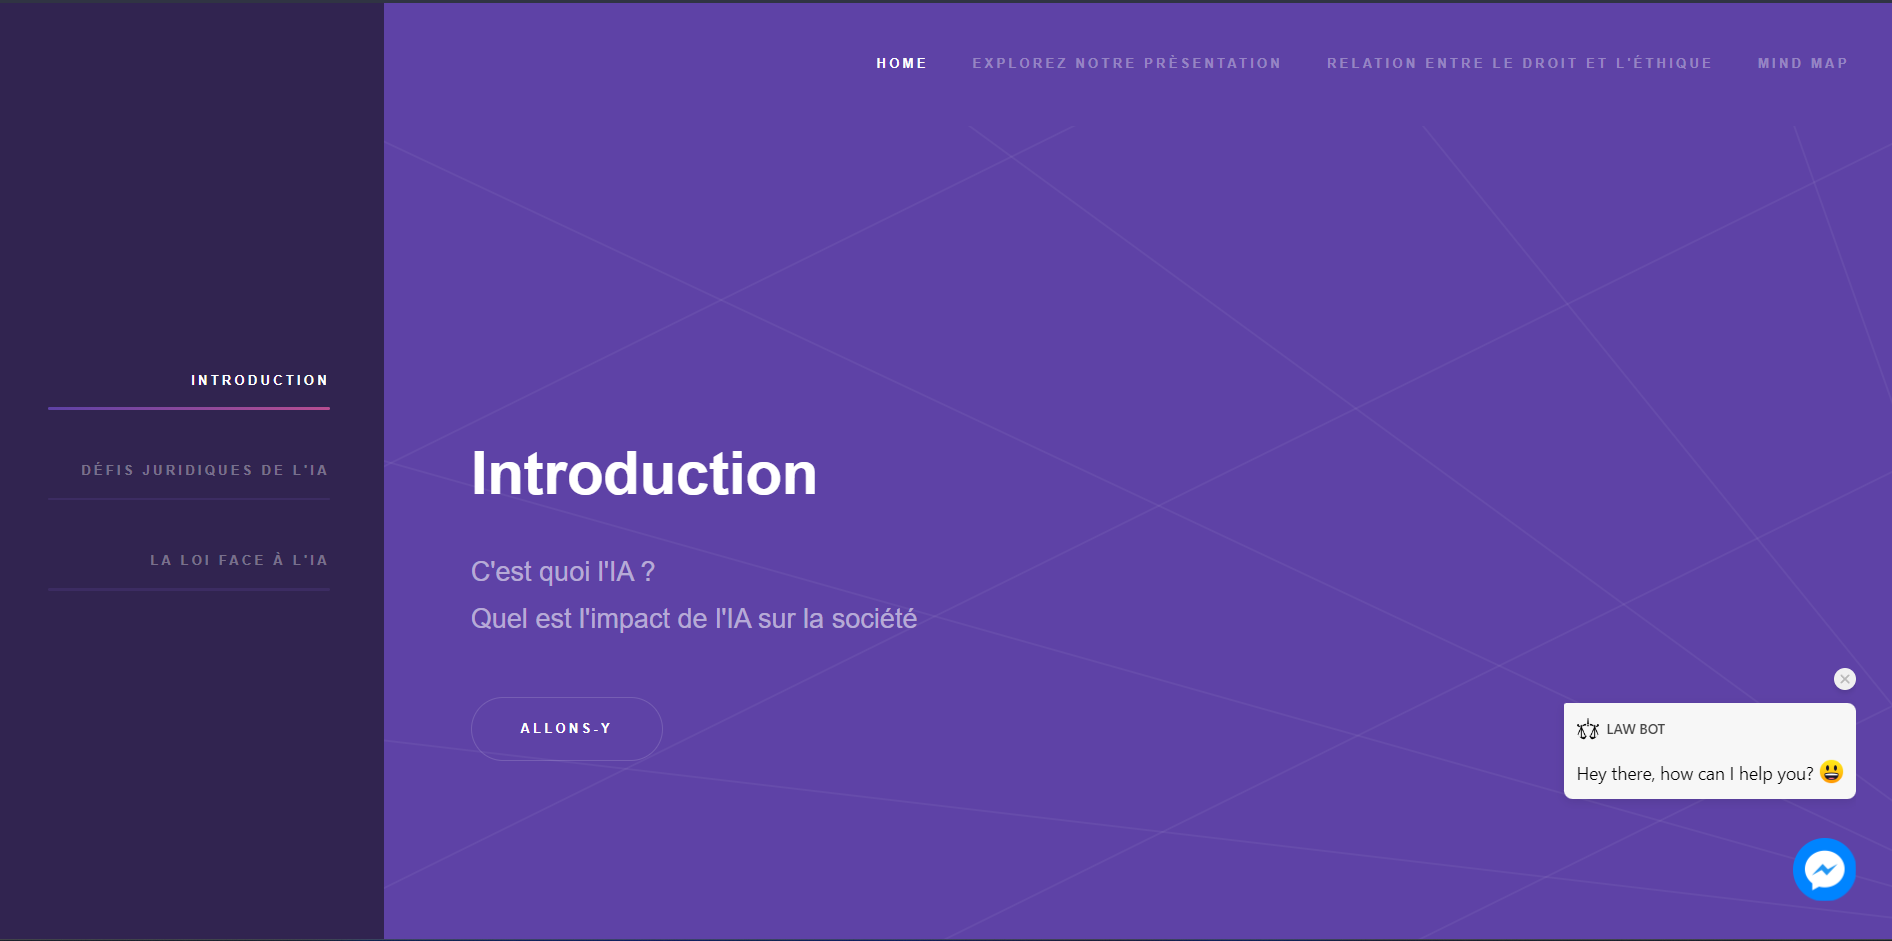 HOME
EXPLOREZ NOTRE PRÈSENTATION
RELATION ENTRE LE DROIT ET L'ÉTHIQUE
MIND MAP
INTRODUCTION
DÉFIS JURIDIQUES DE L'IA
LA LOI FACE À L'IA
Introduction
C'est quoi l'IA ?
Quel est l'impact de l'IA sur la société
ALLONS-Y
LAW BOT
Hey there, how can I help you? 😃